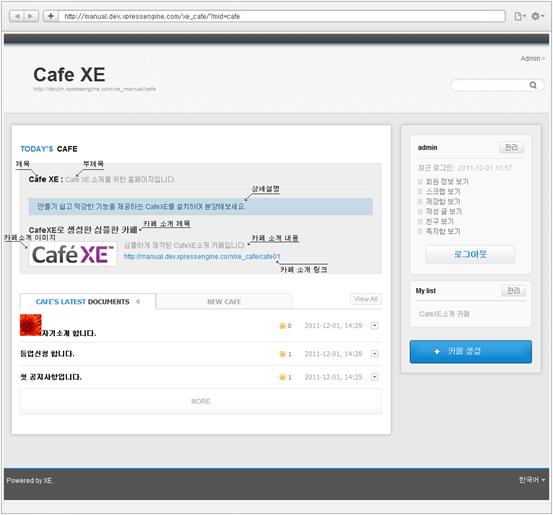 http://manual.dev.xpressengine.com/xe_cafe/?mid=cafe
Admin »
Cafe XE
http://devjin.xpressengine.com/xe_manual/cafe
TODAY'S CAFE
제목
부제목
Cafe XE : Cafe XE 소개를 위한 홈페이지입니다.
상세설명
만들기 쉽고 막강한 기능을 제공하는 CafeXE를 설치하여 분양해보세요.
카페 소개 제목
CafeXE로 생성한 심플한 카페
카페소개 이미지
카페 소개 내용
심플하게 제작된 CafeXE소개 카페입니다.
CaféXE™
http://manual.dev.xpressengine.com/xe_cafe/cafe01
카페 소개 링크
CAFE'S LATEST DOCUMENTS 4
NEW CAFE
View All
자기소개 합니다.
0
2011-12-01, 14:29
등업신청 합니다.
1
2011-12-01, 14:28
첫 공지사항입니다.
1
2011-12-01, 14:25
MORE
admin
관리
최근 로그인: 2011-12-01 13:57
회원 정보 보기
스크랩 보기
저장함 보기
작성 글 보기
친구 보기
쪽지함 보기
로그아웃
My list
관리
CafeXE소개 카페
+ 카페 생성
Powered by XE.
한국어